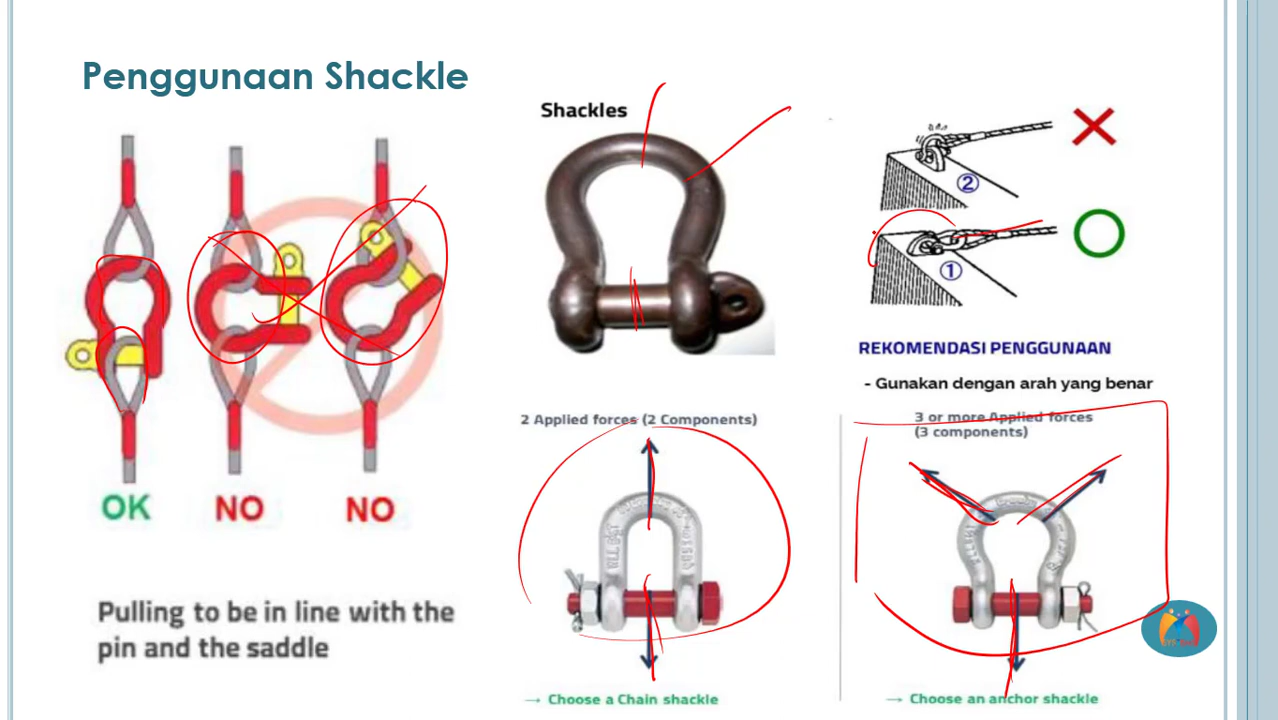 Penggunaan Shackle
OK
NO
NO
Pulling to be in line with the
pin and the saddle
Shackles
②
①
REKOMENDASI PENGGUNAAN
- Gunakan dengan arah yang benar
2 Applied forces (2 Components)
→ Choose a Chain shackle
3 or more Applied forces
(3 components)
→ Choose an anchor shackle